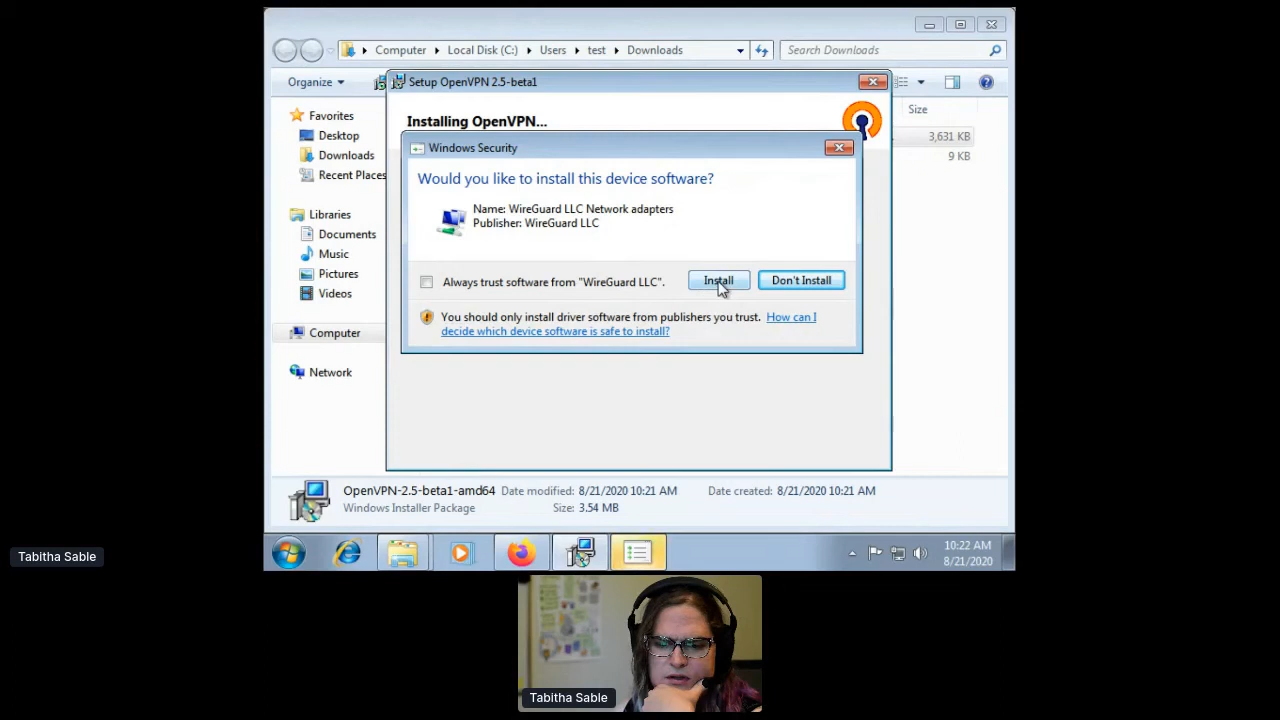 Computer Local Disk (C:) Users test Downloads
Search Downloads
Organize
Setup OpenVPN 2.5-beta1
Size
Favorites
Desktop
Downloads
Recent Places
Libraries
Documents
Music
Pictures
Videos
Computer
Network
Installing OpenVPN...
3,631 KB
9 KB
Windows Security
Would you like to install this device software?
Name: WireGuard LLC Network adapters
Publisher: WireGuard LLC
Always trust software from "WireGuard LLC".
Install
Don't Install
You should only install driver software from publishers you trust. How can I
decide which device software is safe to install?
OpenVPN-2.5-beta1-amd64 Date modified: 8/21/2020 10:21 AM Date created: 8/21/2020 10:21 AM
Windows Installer Package Size: 3.54 MB
10:22 AM
8/21/2020
Tabitha Sable
Tabitha Sable